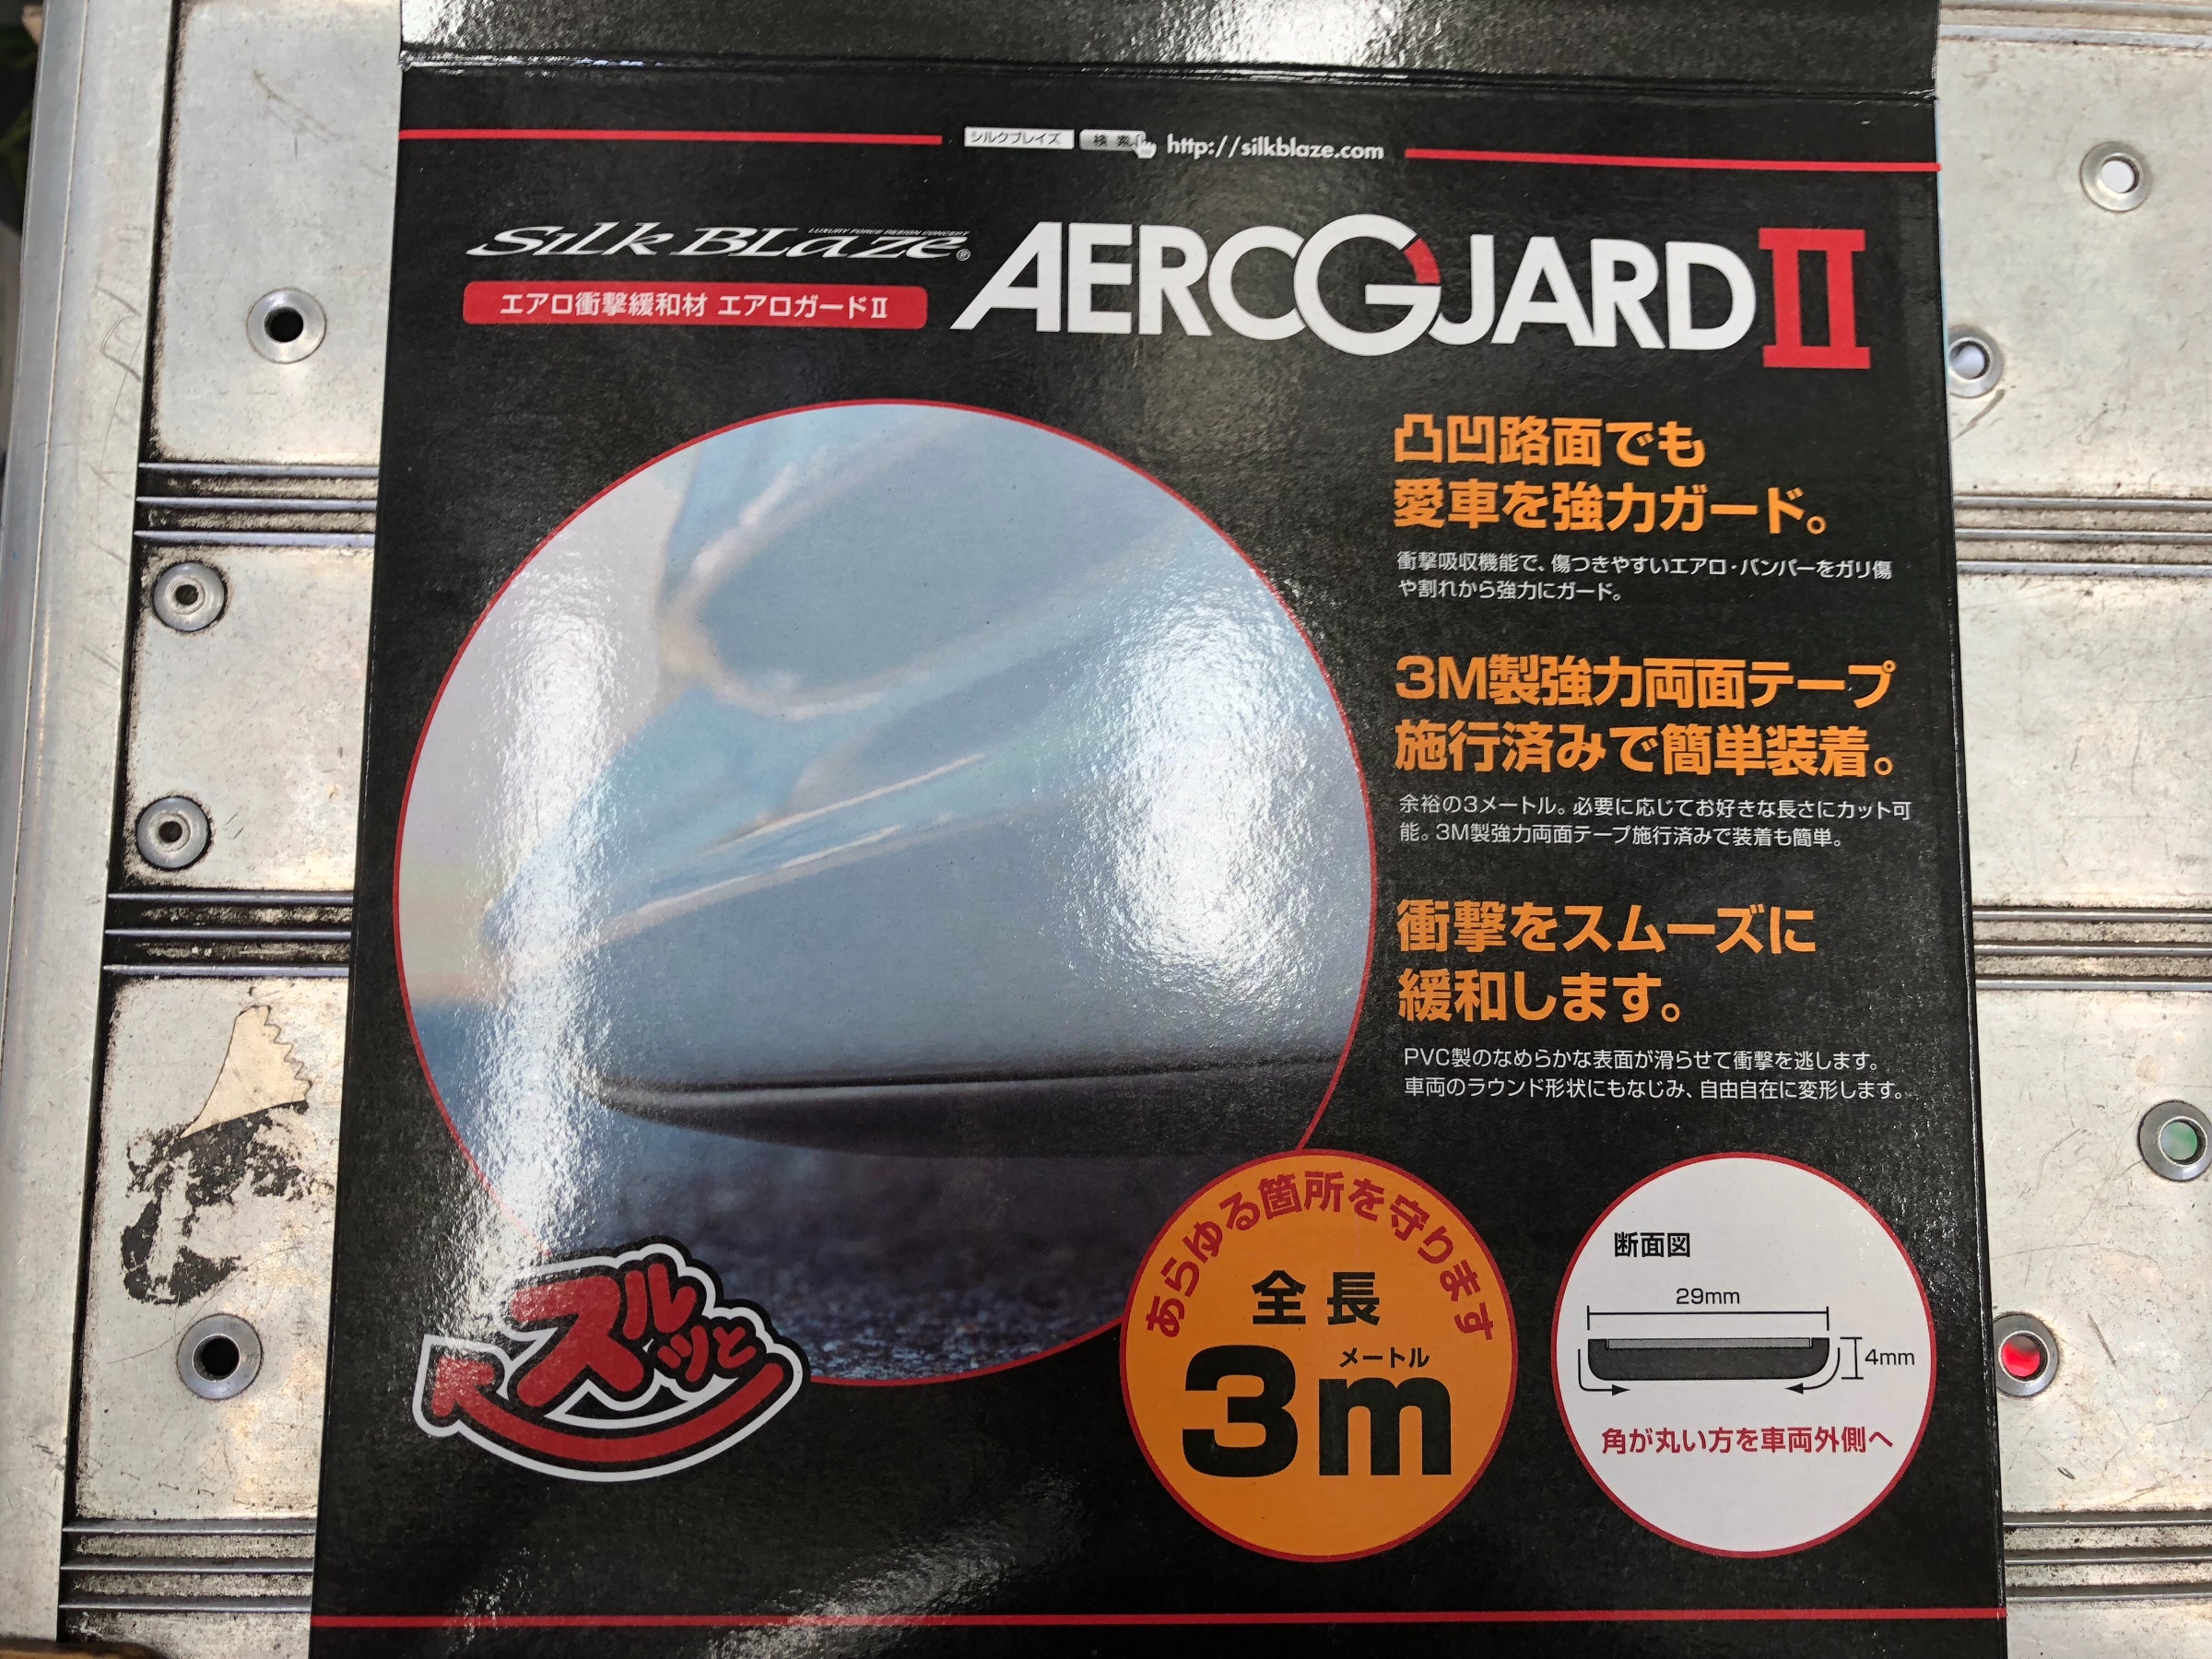 シルクブレイズ 検索 http://silkblaze.com
LUXURY FORCE DESIGN CONCEPT
SilkBLaze®
エアロ衝撃緩和材 エアロガードⅡ
AEROGUARDⅡ
凸凹路面でも
愛車を強力ガード。
衝撃吸収機能で、傷つきやすいエアロ・バンパーをガリ傷
や割れから強力にガード。
3M製強力両面テープ
施行済みで簡単装着。
余裕の3メートル。必要に応じてお好きな長さにカット可
能。3M製強力両面テープ施行済みで装着も簡単。
衝撃をスムーズに
緩和します。
PVC製のなめらかな表面が滑らせて衝撃を逃します。
車両のラウンド形状にもなじみ、自由自在に変形します。
ズルッと
あらゆる箇所を守ります
全長
メートル
3m
断面図
29mm
4mm
角が丸い方を車両外側へ